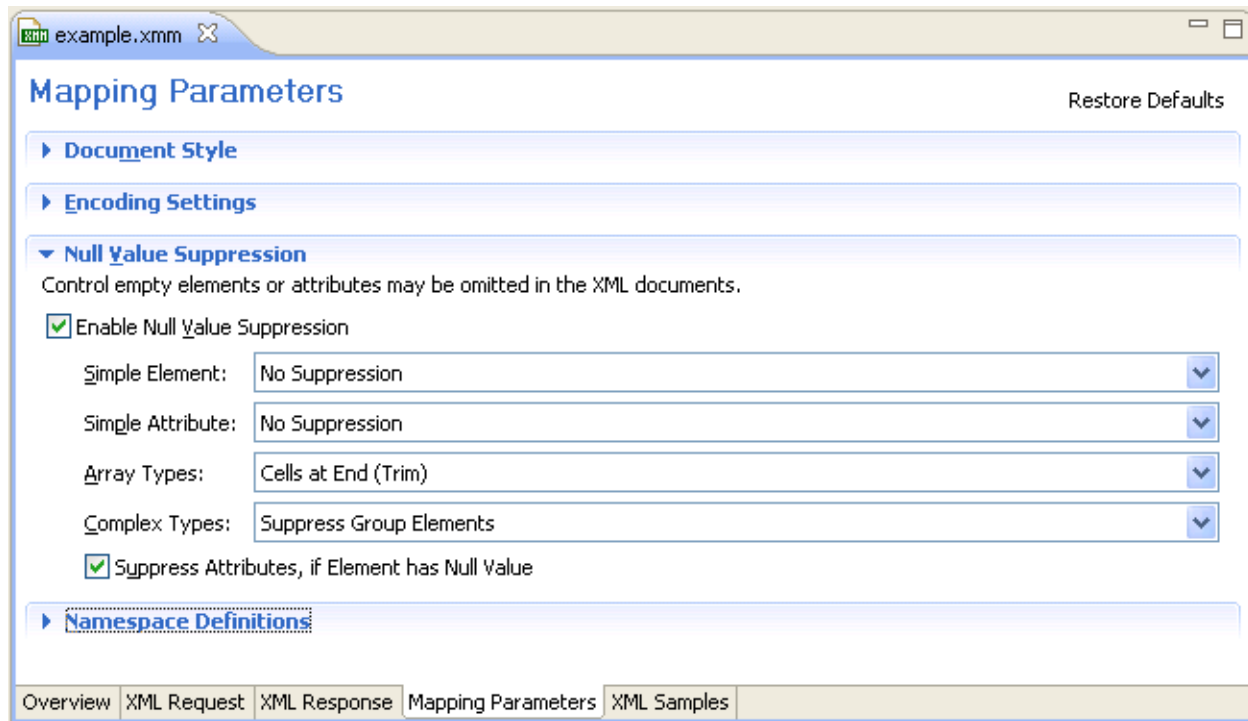 example.xmm
Mapping Parameters
Restore Defaults
Document Style
Encoding Settings
Null Value Suppression
Control empty elements or attributes may be omitted in the XML documents.
Enable Null Value Suppression
Simple Element: No Suppression
Simple Attribute: No Suppression
Array Types: Cells at End (Trim)
Complex Types: Suppress Group Elements
Suppress Attributes, if Element has Null Value
Namespace Definitions
Overview XML Request XML Response Mapping Parameters XML Samples